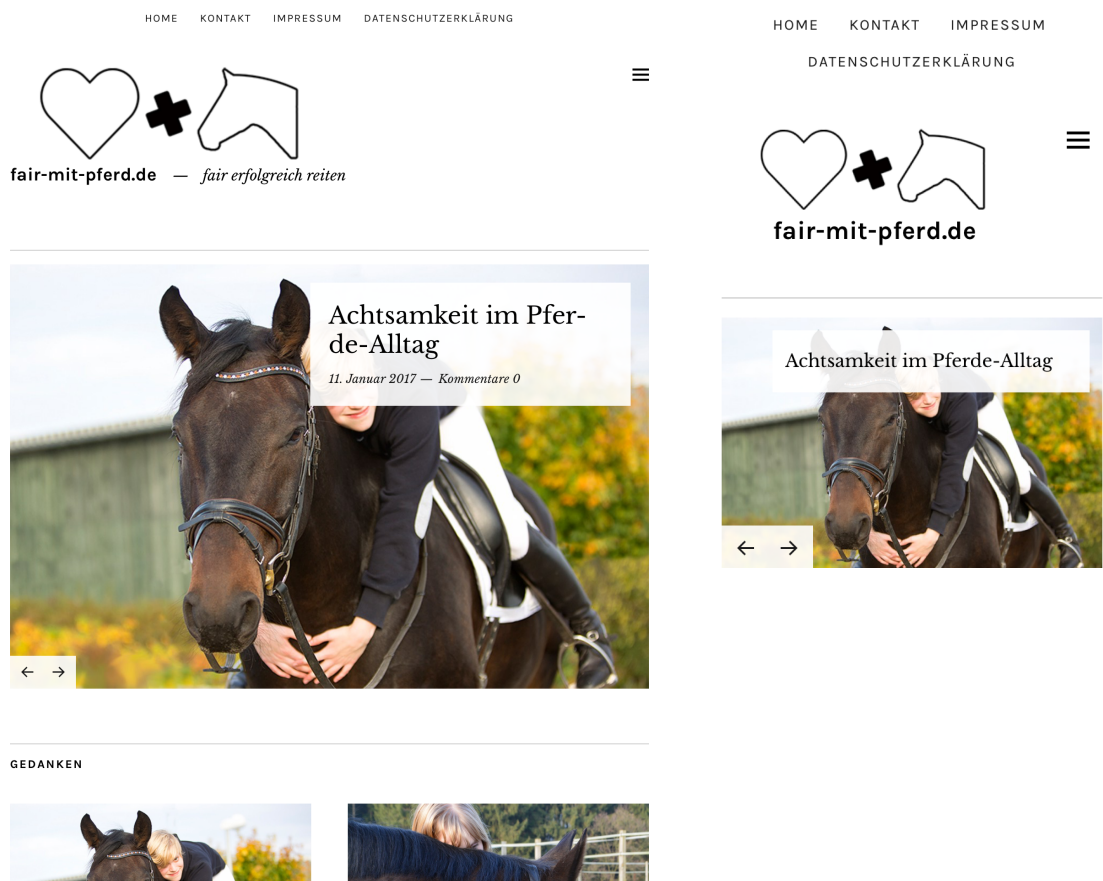 HOME KONTAKT IMPRESSUM DATENSCHUTZERKLÄRUNG
fair-mit-pferd.de — fair erfolgreich reiten
Achtsamkeit im Pfer-
de-Alltag
11. Januar 2017 — Kommentare 0
GEDANKEN
HOME KONTAKT IMPRESSUM
DATENSCHUTZERKLÄRUNG
fair-mit-pferd.de
Achtsamkeit im Pferde-Alltag